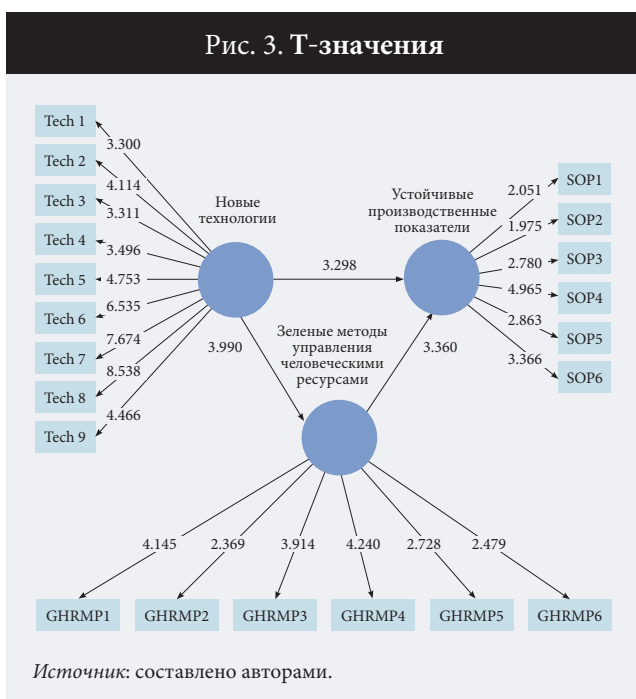 Рис. 3. Т-значения
Tech 1
Tech 2
Tech 3
Tech 4
Tech 5
Tech 6
Tech 7
Tech 8
Tech 9
3.300
4.114
3.311
3.496
4.753
6.535
7.674
8.538
4.466
Новые
технологии
3.298
3.990
Зеленые методы
управления
человеческими
ресурсами
3.360
Устойчивые
производственные
показатели
2.051
1.975
2.780
4.965
2.863
3.366
SOP1
SOP2
SOP3
SOP4
SOP5
SOP6
4.145
2.369
3.914
4.240
2.728
2.479
GHRMP1
GHRMP2
GHRMP3
GHRMP4
GHRMP5
GHRMP6
Источник: составлено авторами.